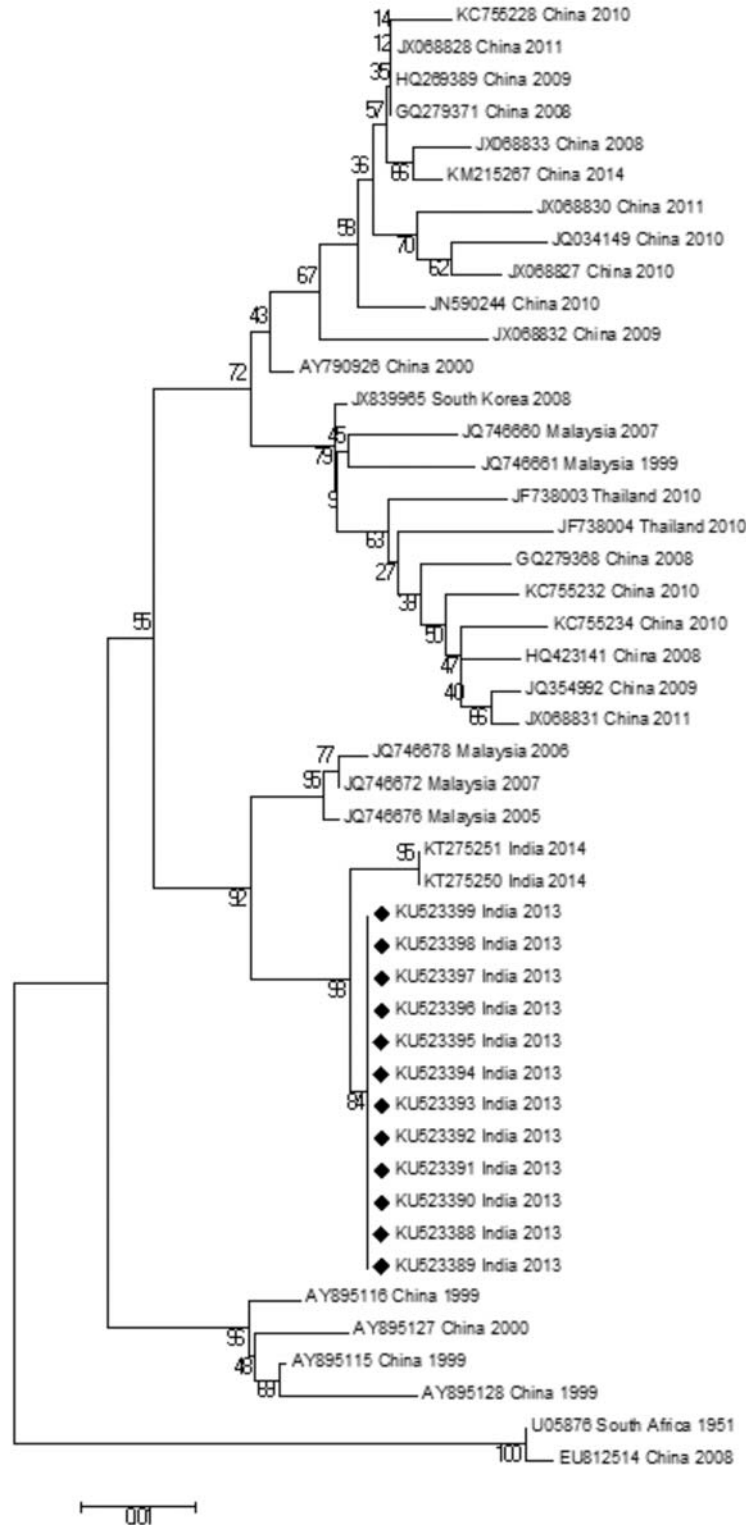 14
KC755228 China 2010
12
JX068828 China 2011
35
HQ269389 China 2009
GQ279371 China 2008
57
JX068833 China 2008
66
KM215267 China 2014
36
JX068830 China 2011
70
JQ034149 China 2010
62
JX068827 China 2010
58
JN590244 China 2010
67
JX068832 China 2009
43
AY790926 China 2000
72
JX839965 South Korea 2008
45
JQ746660 Malaysia 2007
79
JQ746661 Malaysia 1999
9
JF738003 Thailand 2010
63
JF738004 Thailand 2010
27
GQ279368 China 2008
39
KC755232 China 2010
50
KC755234 China 2010
47
HQ423141 China 2008
40
JQ354992 China 2009
66
JX068831 China 2011
55
77
JQ746678 Malaysia 2006
95
JQ746672 Malaysia 2007
JQ746676 Malaysia 2005
92
95
KT275251 India 2014
KT275250 India 2014
98
KU523399 India 2013
KU523398 India 2013
KU523397 India 2013
KU523396 India 2013
KU523395 India 2013
KU523394 India 2013
84
KU523393 India 2013
KU523392 India 2013
KU523391 India 2013
KU523390 India 2013
KU523388 India 2013
KU523389 India 2013
AY895116 China 1999
96
AY895127 China 2000
48
AY895115 China 1999
AY895128 China 1999
U05876 South Africa 1951
100
EU812514 China 2008
0.01